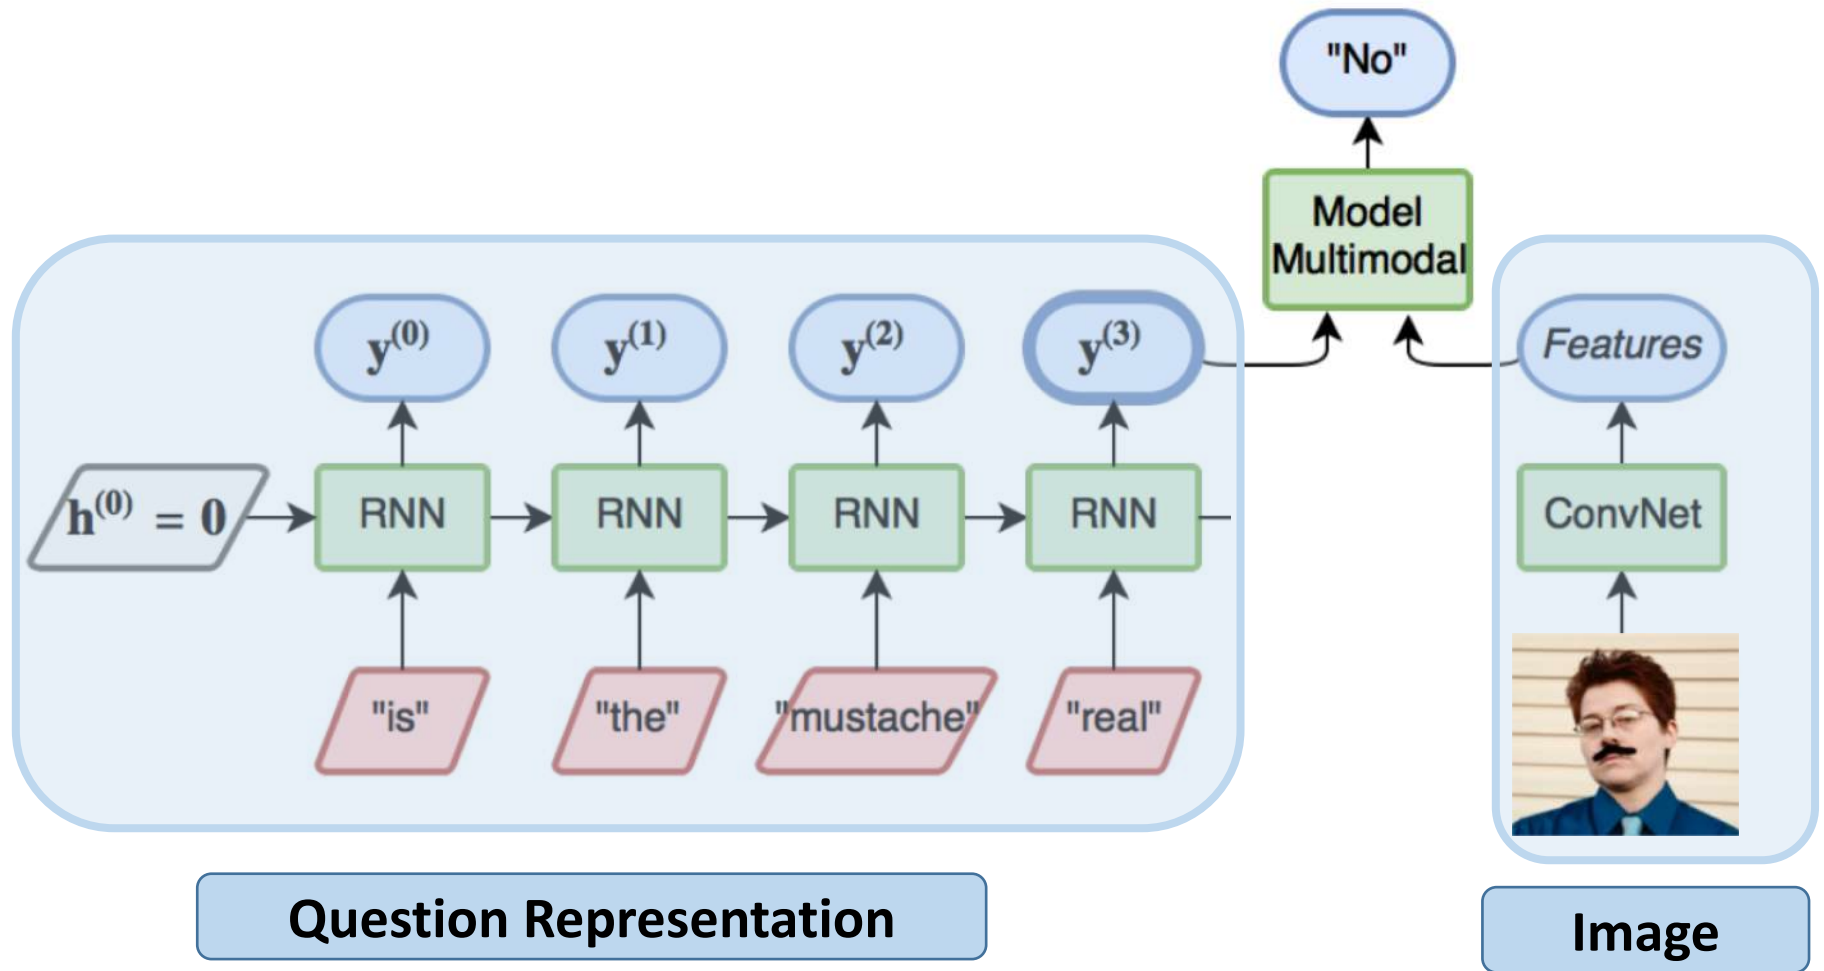 "No"
Model
Multimodal
y(0)
y(1)
y(2)
y(3)
Features
h(0) = 0
RNN
RNN
RNN
RNN
ConvNet
"is"
"the"
"mustache"
"real"
Question Representation
Image